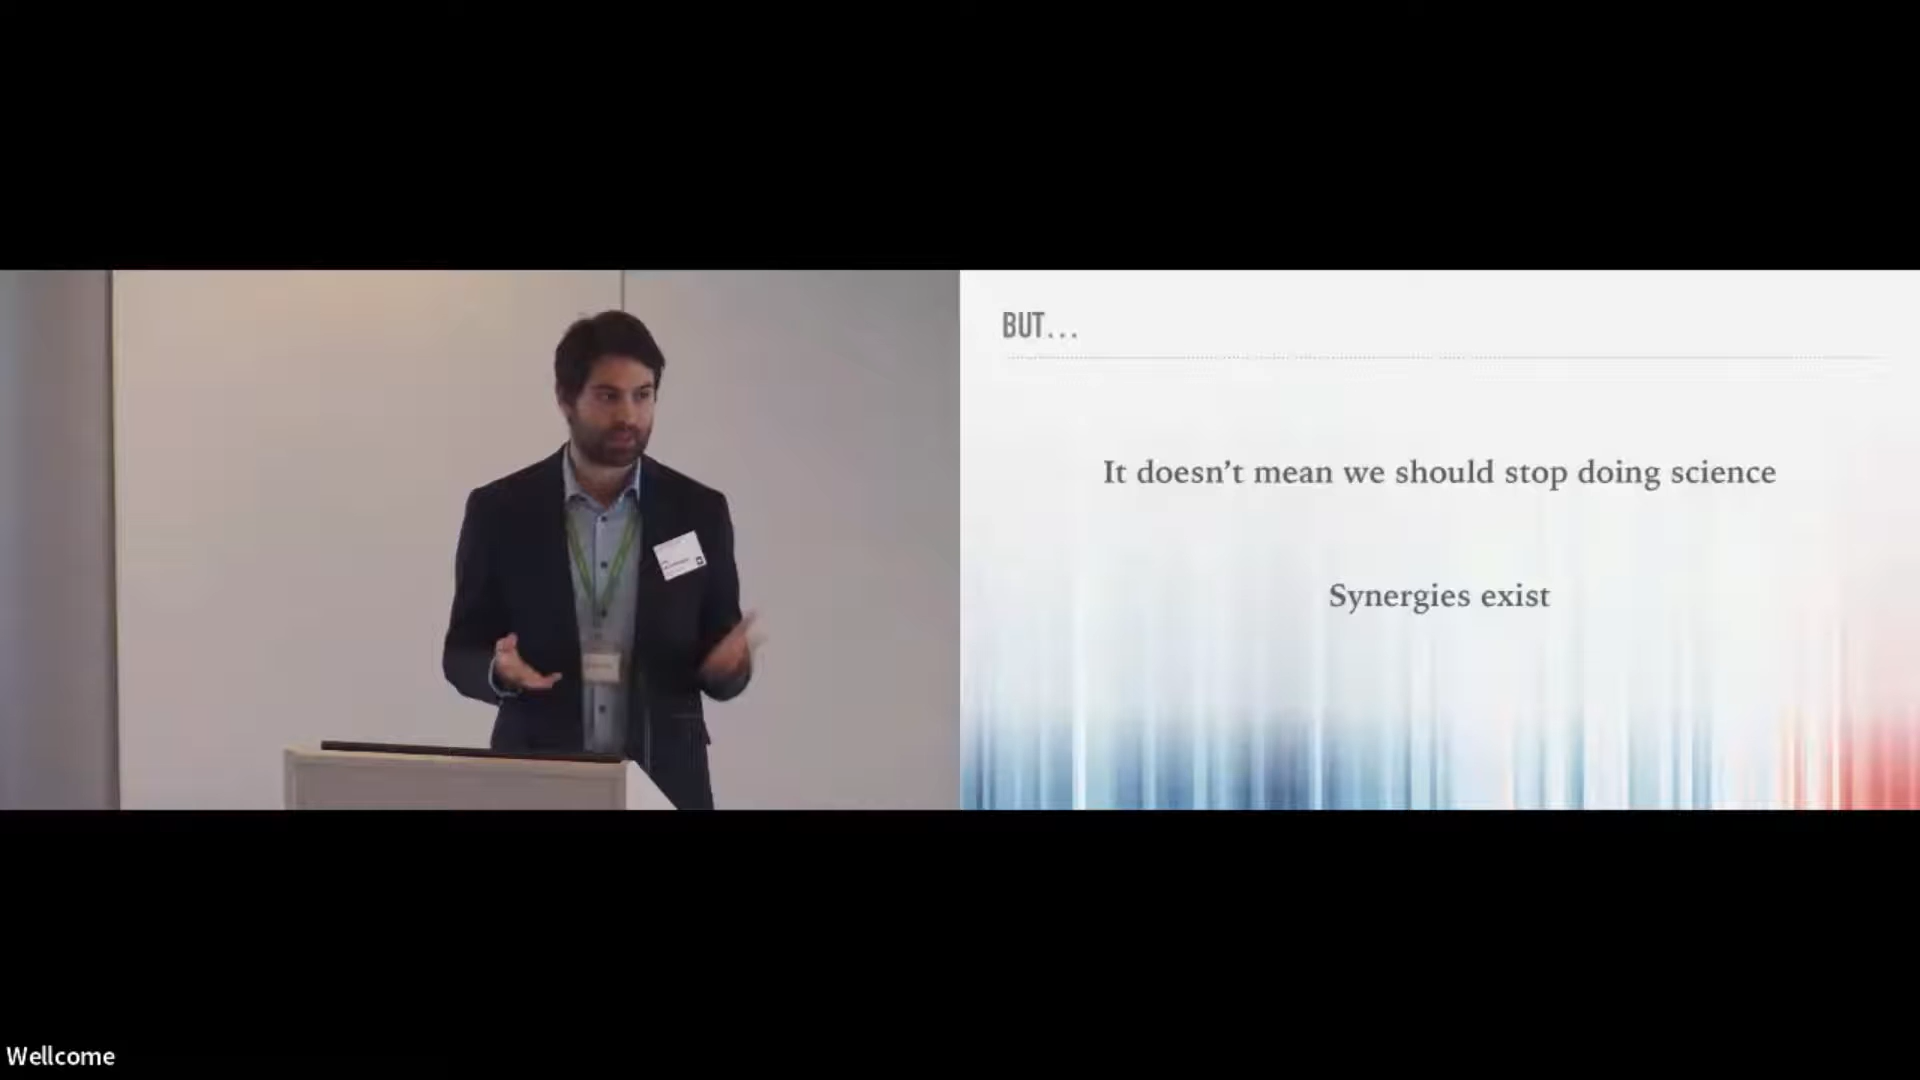 BUT...
It doesn't mean we should stop doing science
Synergies exist
Wellcome